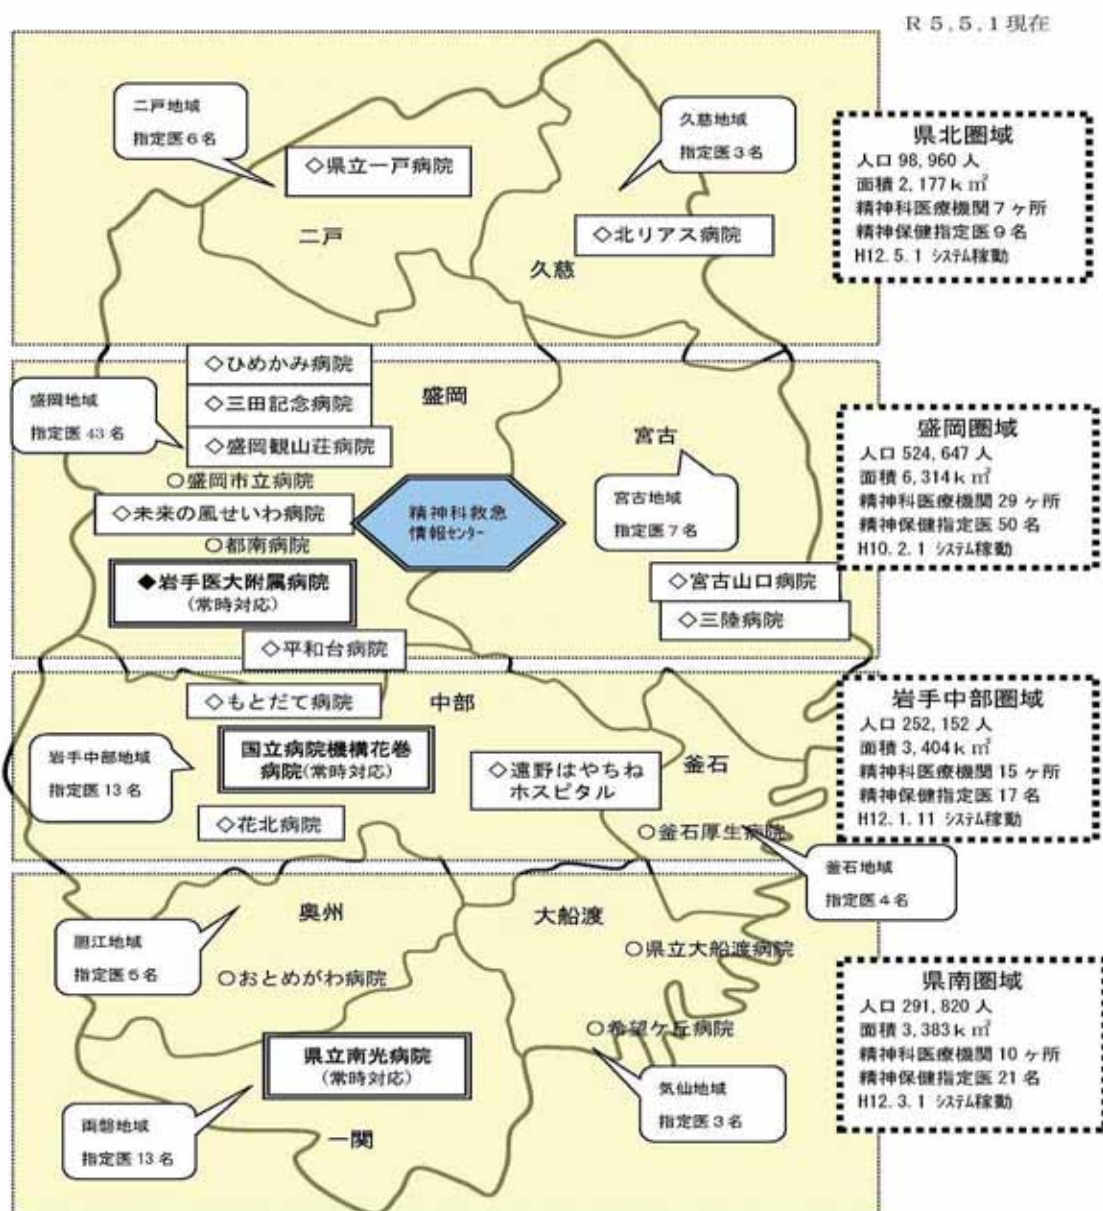 R 5,5,1 現在
二戸地域
指定医6名
◇県立一戸病院
二戸
久慈地域
指定医3名
◇北リアス病院
久慈
県北圏域
人口 98,960 人
面積 2,177k㎡
精神科医療機関7ヶ所
精神保健指定医9名
H12.5.1 システム稼動
◇ひめかみ病院
◇三田記念病院
◇盛岡観山荘病院
盛岡地域
指定医 43 名
盛岡
○盛岡市立病院
◇未来の風せいわ病院
○都南病院
◆岩手医大附属病院
(常時対応)
◇平和台病院
精神科救急
情報センター
宮古
宮古地域
指定医7名
◇宮古山口病院
◇三陸病院
盛岡圏域
人口 524,647 人
面積 6,314k㎡
精神科医療機関 29 ヶ所
精神保健指定医 50 名
H10.2.1 システム稼動
◇もとだて病院
中部
岩手中部地域
指定医 13 名
国立病院機構花巻
病院(常時対応)
◇花北病院
◇遠野はやちね
ホスピタル
釜石
○釜石厚生病院
釜石地域
指定医4名
岩手中部圏域
人口 252,152 人
面積 3,404k㎡
精神科医療機関 15 ヶ所
精神保健指定医 17 名
H12.1.11 システム稼動
奥州
胆江地域
指定医5名
○おとめがわ病院
大船渡
○県立大船渡病院
○希望ケ丘病院
気仙地域
指定医3名
県立南光病院
(常時対応)
両磐地域
指定医 13 名
一関
県南圏域
人口 291,820 人
面積 3,383k㎡
精神科医療機関 10 ヶ所
精神保健指定医 21 名
H12.3.1 システム稼動